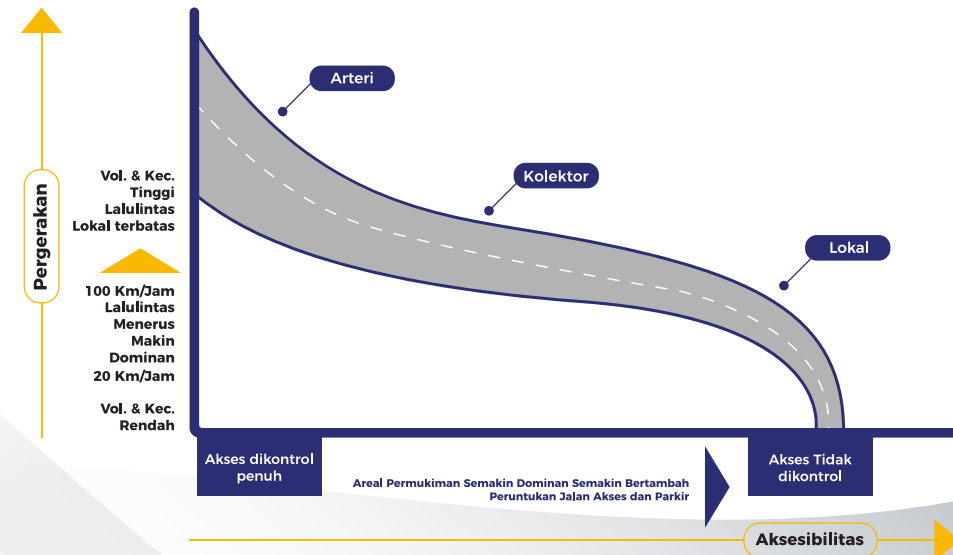 Arteri
Kolektor
Lokal
Pergerakan
Vol. & Kec.
Tinggi
Lalulintas
Lokal terbatas
100 Km/Jam
Lalulintas
Menerus
Makin
Dominan
20 Km/Jam
Vol. & Kec.
Rendah
Akses dikontrol
penuh
Areal Permukiman Semakin Dominan Semakin Bertambah
Peruntukan Jalan Akses dan Parkir
Akses Tidak
dikontrol
Aksesibilitas